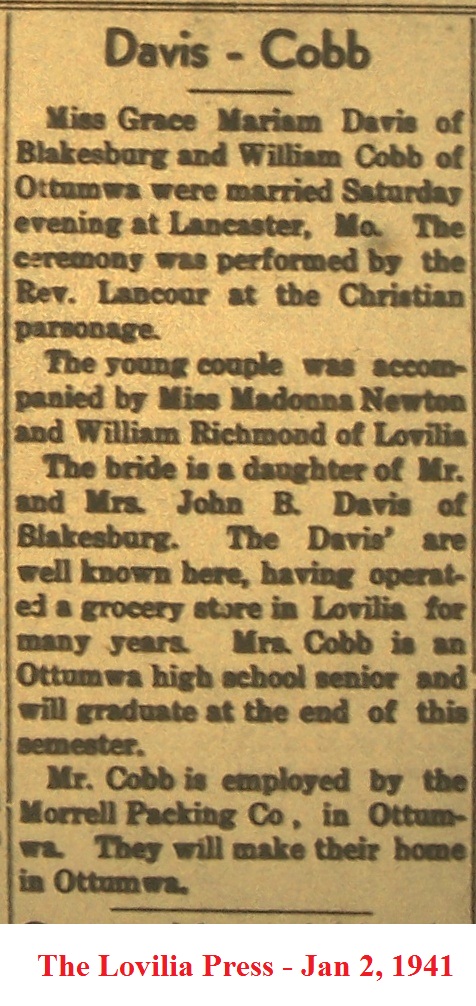 Davis - Cobb
Miss Grace Mariam Davis of
Blakesburg and William Cobb of
Ottumwa were married Saturday
evening at Lancaster, Mo. The
ceremony was performed by the
Rev. Lancour at the Christian
parsonage.
The young couple was accom-
panied by Miss Madonna Newton
and William Richmond of Lovilia
The bride is a daughter of Mr.
and Mrs. John B. Davis of
Blakesburg. The Davis' are
well known here, having operat-
ed a grocery store in Lovilia for
many years. Mrs. Cobb is an
Ottumwa high school senior and
will graduate at the end of this
semester.
Mr. Cobb is employed by the
Morrell Packing Co., in Ottum-
wa. They will make their home
in Ottumwa.
The Lovilia Press - Jan 2, 1941